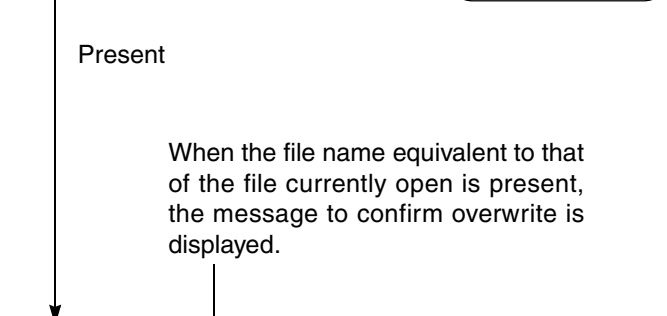 Present
When the file name equivalent to that
of the file currently open is present,
the message to confirm overwrite is
displayed.